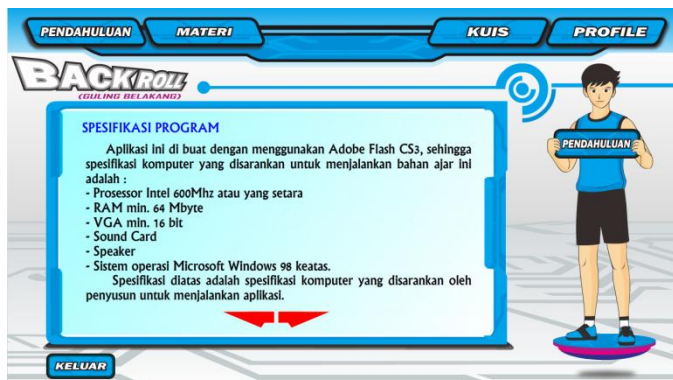 PENDAHULUAN
MATERI
KUIS
PROFILE
BACK ROLL
(GULING BELAKANG)
SPESIFIKASI PROGRAM
Aplikasi ini di buat dengan menggunakan Adobe Flash CS3, sehingga
spesifikasi komputer yang disarankan untuk menjalankan bahan ajar ini
adalah :
- Prosessor Intel 600Mhz atau yang setara
- RAM min. 64 Mbyte
- VGA min. 16 bit
- Sound Card
- Speaker
- Sistem operasi Microsoft Windows 98 keatas.
Spesifikasi diatas adalah spesifikasi komputer yang disarankan oleh
penyusun untuk menjalankan aplikasi.
PENDAHULUAN
KELUAR